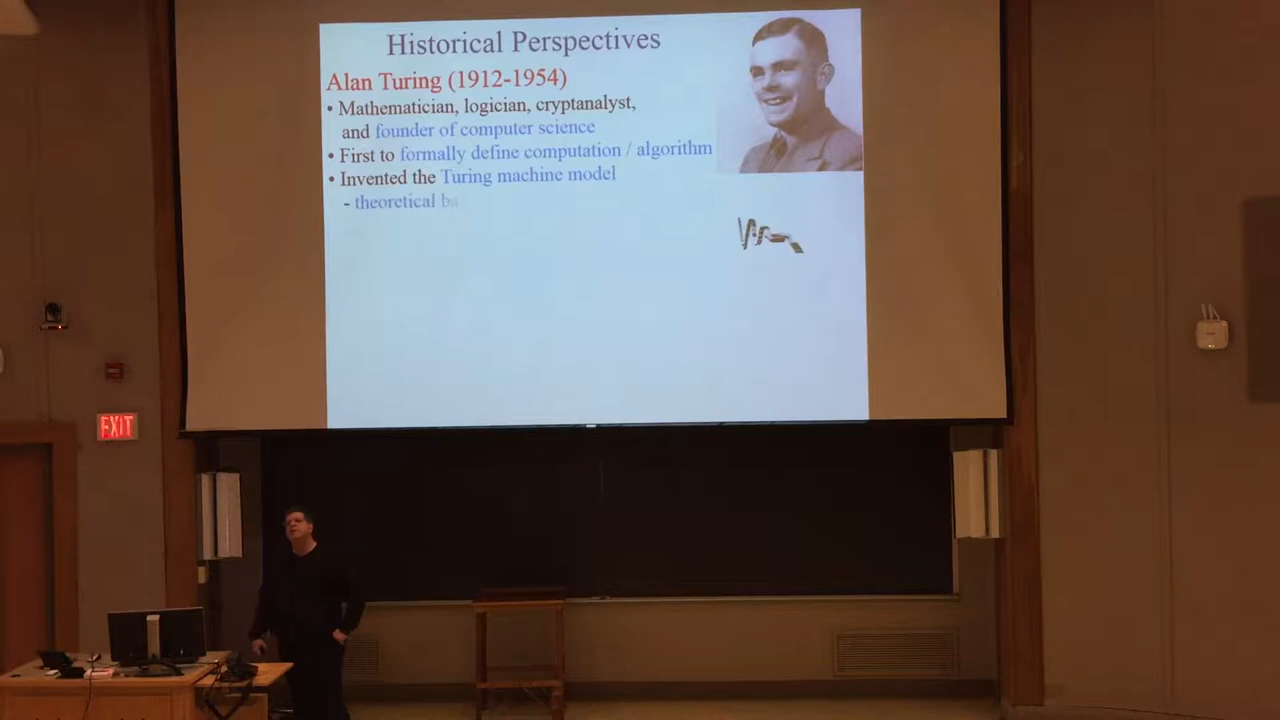 Historical Perspectives
Alan Turing (1912-1954)
• Mathematician, logician, cryptanalyst,
and founder of computer science
• First to formally define computation / algorithm
• Invented the Turing machine model
- theoretical ba
EXIT